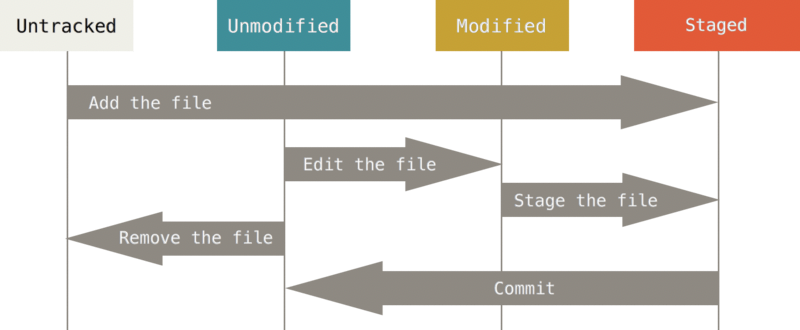 Untracked
Unmodified
Modified
Staged
Add the file
Edit the file
Stage the file
Remove the file
Commit